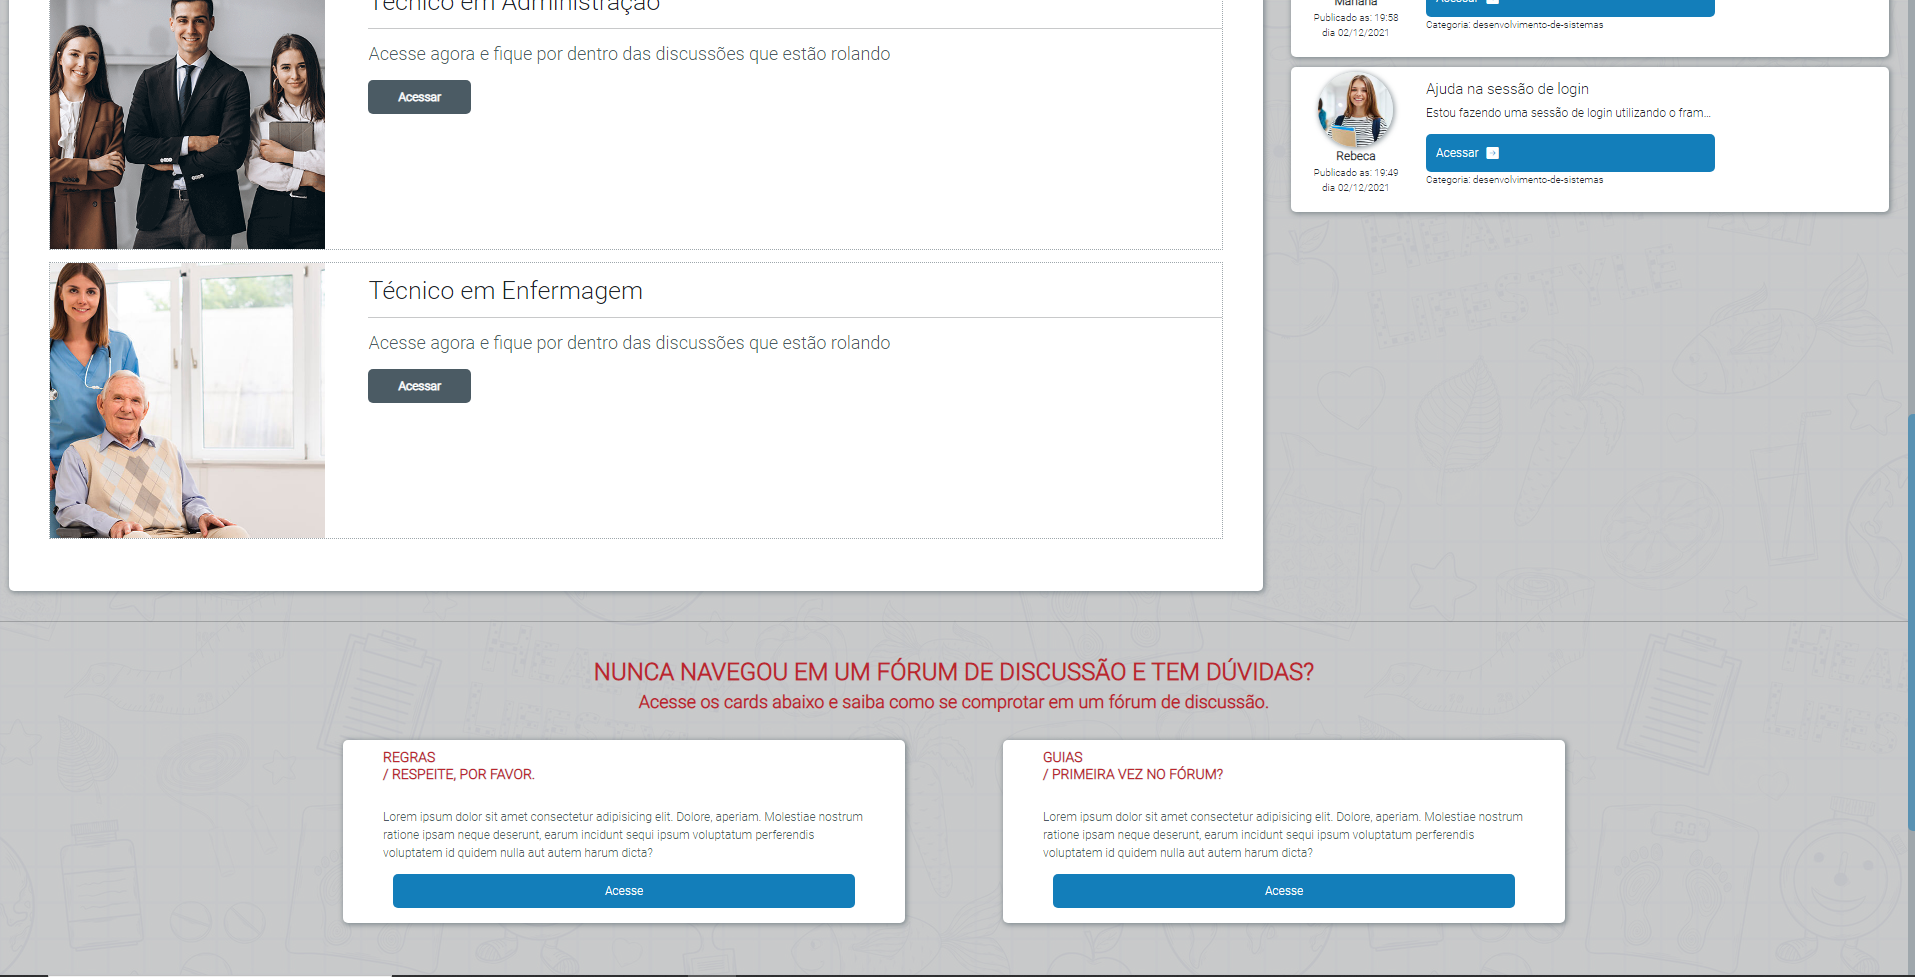 Técnico em Administração
Acesse agora e fique por dentro das discussões que estão rolando
Acessar
Técnico em Enfermagem
Acesse agora e fique por dentro das discussões que estão rolando
Acessar
Mariana
Publicado as: 19:58
dia 02/12/2021
Acessar
Categoria: desenvolvimento-de-sistemas
Rebeca
Publicado as: 19:49
dia 02/12/2021
Ajuda na sessão de login
Estou fazendo uma sessão de login utilizando o fram...
Acessar
Categoria: desenvolvimento-de-sistemas
NUNCA NAVEGOU EM UM FÓRUM DE DISCUSSÃO E TEM DÚVIDAS?
Acesse os cards abaixo e saiba como se comprotar em um fórum de discussão.
REGRAS
/ RESPEITE, POR FAVOR.
Lorem ipsum dolor sit amet consectetur adipisicing elit. Dolore, aperiam. Molestiae nostrum
ratione ipsam neque deserunt, earum incidunt sequi ipsum voluptatum perferendis
voluptatem id quidem nulla aut autem harum dicta?
Acesse
GUIAS
/ PRIMEIRA VEZ NO FÓRUM?
Lorem ipsum dolor sit amet consectetur adipisicing elit. Dolore, aperiam. Molestiae nostrum
ratione ipsam neque deserunt, earum incidunt sequi ipsum voluptatum perferendis
voluptatem id quidem nulla aut autem harum dicta?
Acesse